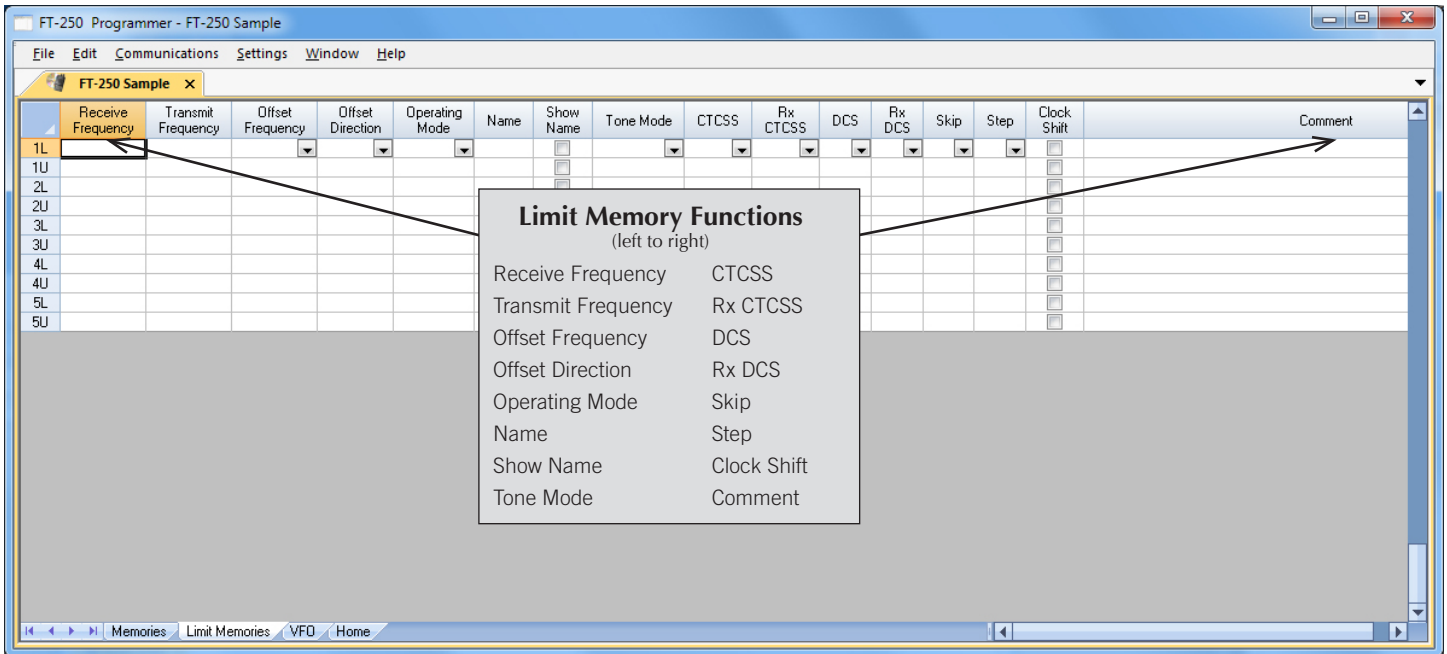 FT-250 Programmer - FT-250 Sample
File Edit Communications Settings Window Help
FT-250 Sample X
Receive Frequency Transmit Frequency Offset Frequency Offset Direction Operating Mode Name Show Name Tone Mode CTCSS Rx CTCSS DCS Rx DCS Skip Step Clock Shift Comment
1L
1U
2L
2U
3L
3U
4L
4U
5L
5U
Limit Memory Functions
(left to right)
Receive Frequency CTCSS
Transmit Frequency Rx CTCSS
Offset Frequency DCS
Offset Direction Rx DCS
Operating Mode Skip
Name Step
Show Name Clock Shift
Tone Mode Comment
Memories Limit Memories VFO Home